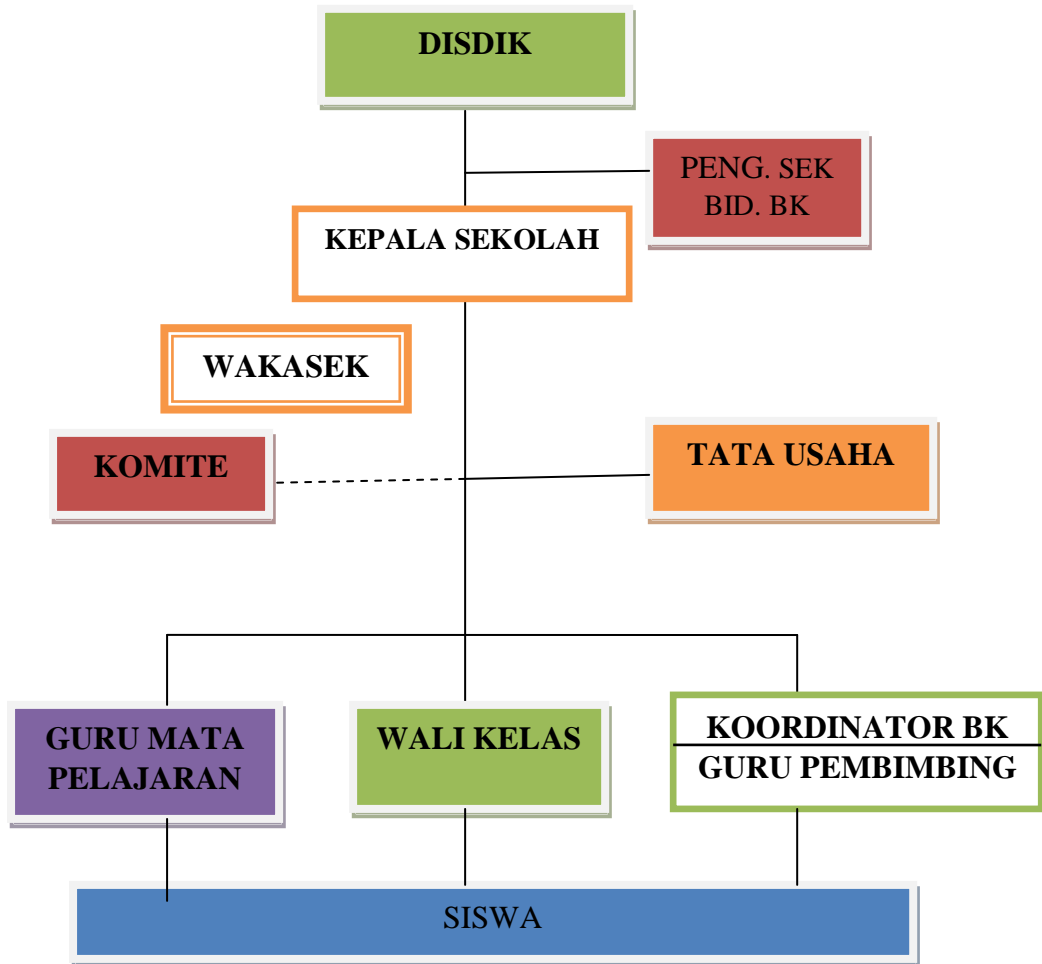 DISDIK
PENG. SEK
BID. BK
KEPALA SEKOLAH
WAKASEK
KOMITE
TATA USAHA
GURU MATA
PELAJARAN
WALI KELAS
KOORDINATOR BK
GURU PEMBIMBING
SISWA